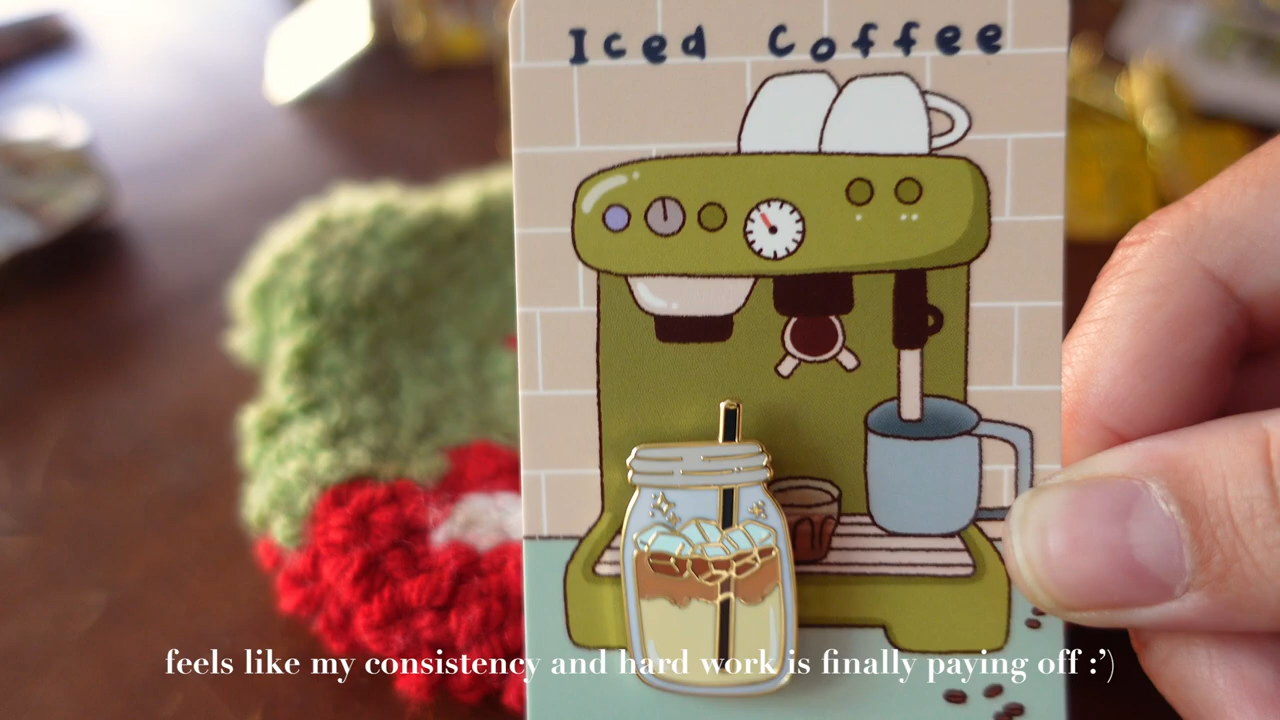 Iced Coffee
feels like my consistency and hard work is finally paying off :')